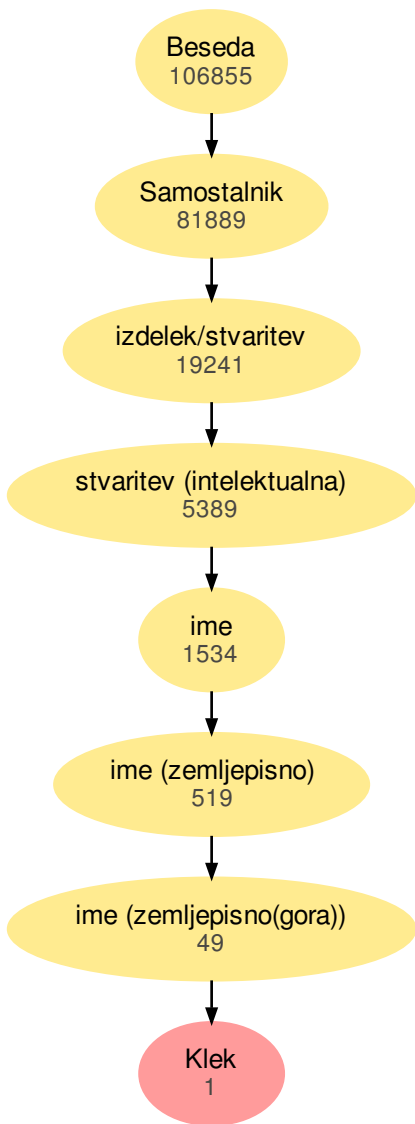 Beseda
106855
Samostalnik
81889
izdelek/stvaritev
19241
stvaritev (intelektualna)
5389
ime
1534
ime (zemljepisno)
519
ime (zemljepisno(gora))
49
Klek
1